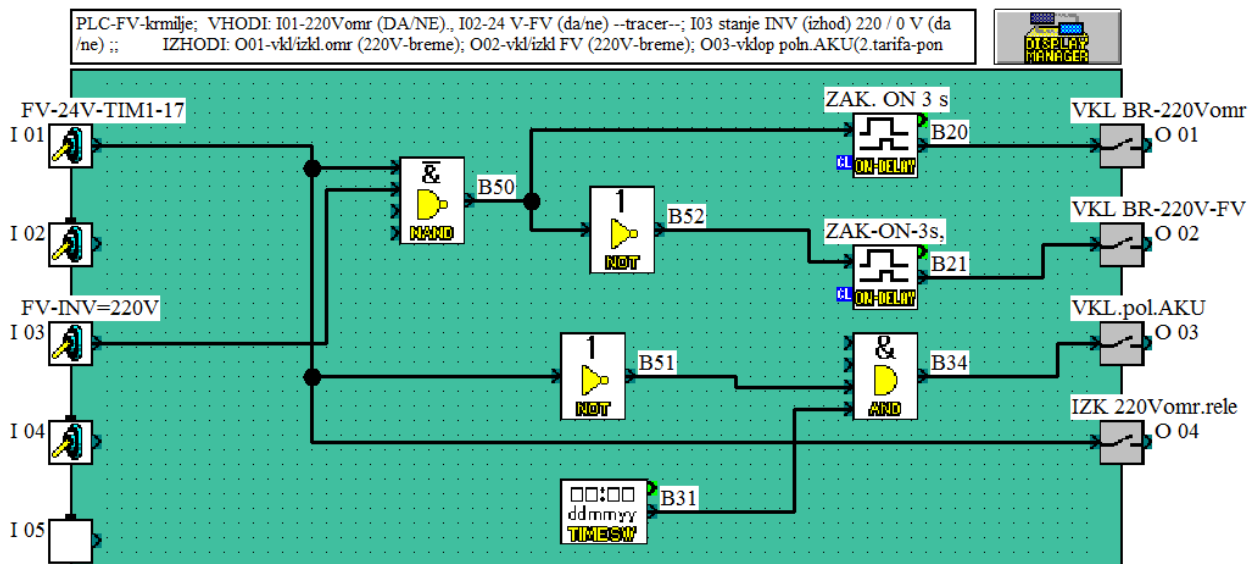 PLC-FV-krmilje; VHODI: I01-220Vomr (DA/NE)., I02-24 V-FV (da/ne) --tracer--; I03 stanje INV (izhod) 220 / 0 V (da
/ne) ;; IZHODI: O01-vkl/izkl.omr (220V-breme); O02-vkl/izkl FV (220V-breme); O03-vklop poln.AKU(2.tarifa-pon
DISPLAY
MANAGER
FV-24V-TIM1-17
I 01
I 02
FV-INV=220V
I 03
I 04
I 05
&
NAND
B50
1
NOT
B52
ZAK. ON 3 s
CL
ON-DELAY
B20
ZAK-ON-3s,
CL
ON-DELAY
B21
1
NOT
B51
&
AND
B34
00:00
ddmmyy
TIMESW
B31
VKL BR-220Vomr
O 01
VKL BR-220V-FV
O 02
VKL.pol.AKU
O 03
IZK 220Vomr.rele
O 04